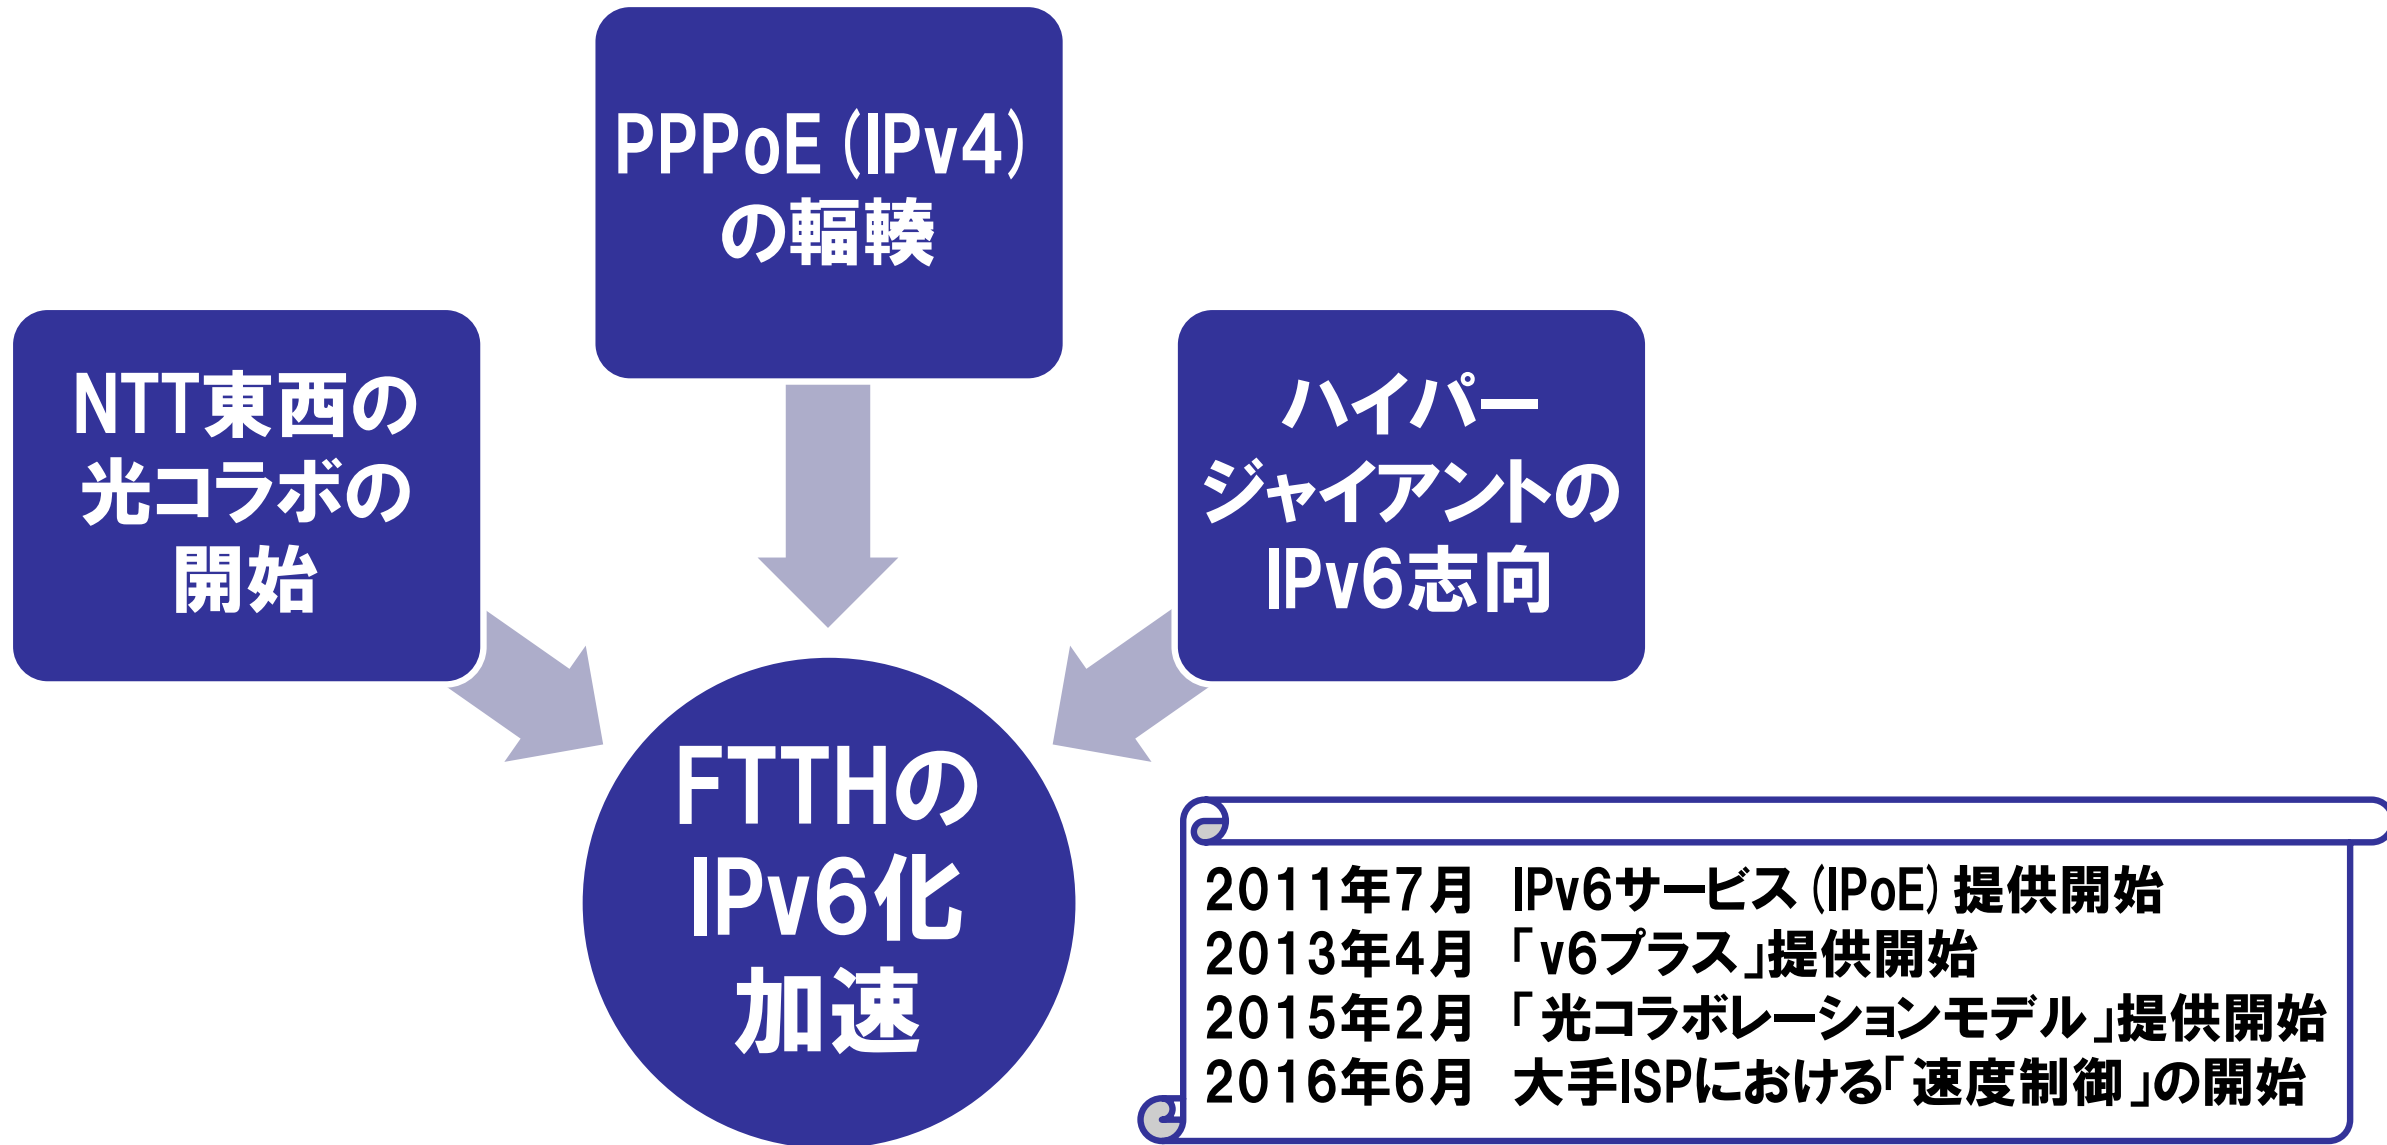 PPPoE(IPv4)
の輻輳
NTT東西の
光コラボの
開始
ハイパー
ジャイアントの
IPv6志向
FTTHの
IPv6化
加速
2011年7月　IPv6サービス(IPoE)提供開始
2013年4月　「v6プラス」提供開始
2015年2月　「光コラボレーションモデル」提供開始
2016年6月　大手ISPにおける「速度制御」の開始